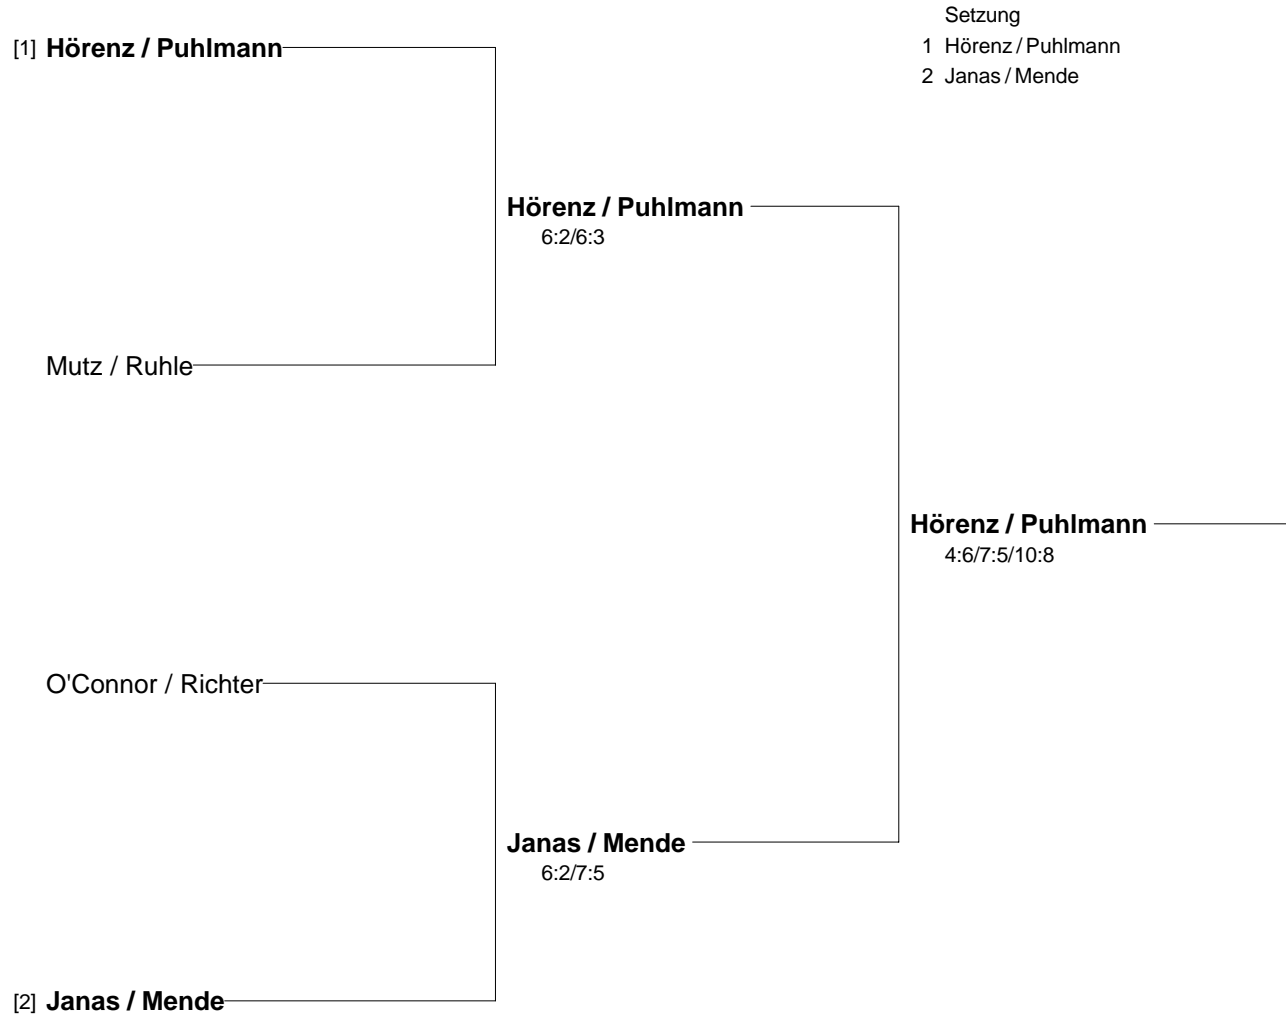 Setzung
[1] Hörenz / Puhlmann
1 Hörenz / Puhlmann
2 Janas / Mende
Hörenz / Puhlmann
6:2/6:3
Mutz / Ruhle
Hörenz / Puhlmann
4:6/7:5/10:8
O'Connor / Richter
Janas / Mende
6:2/7:5
[2] Janas / Mende